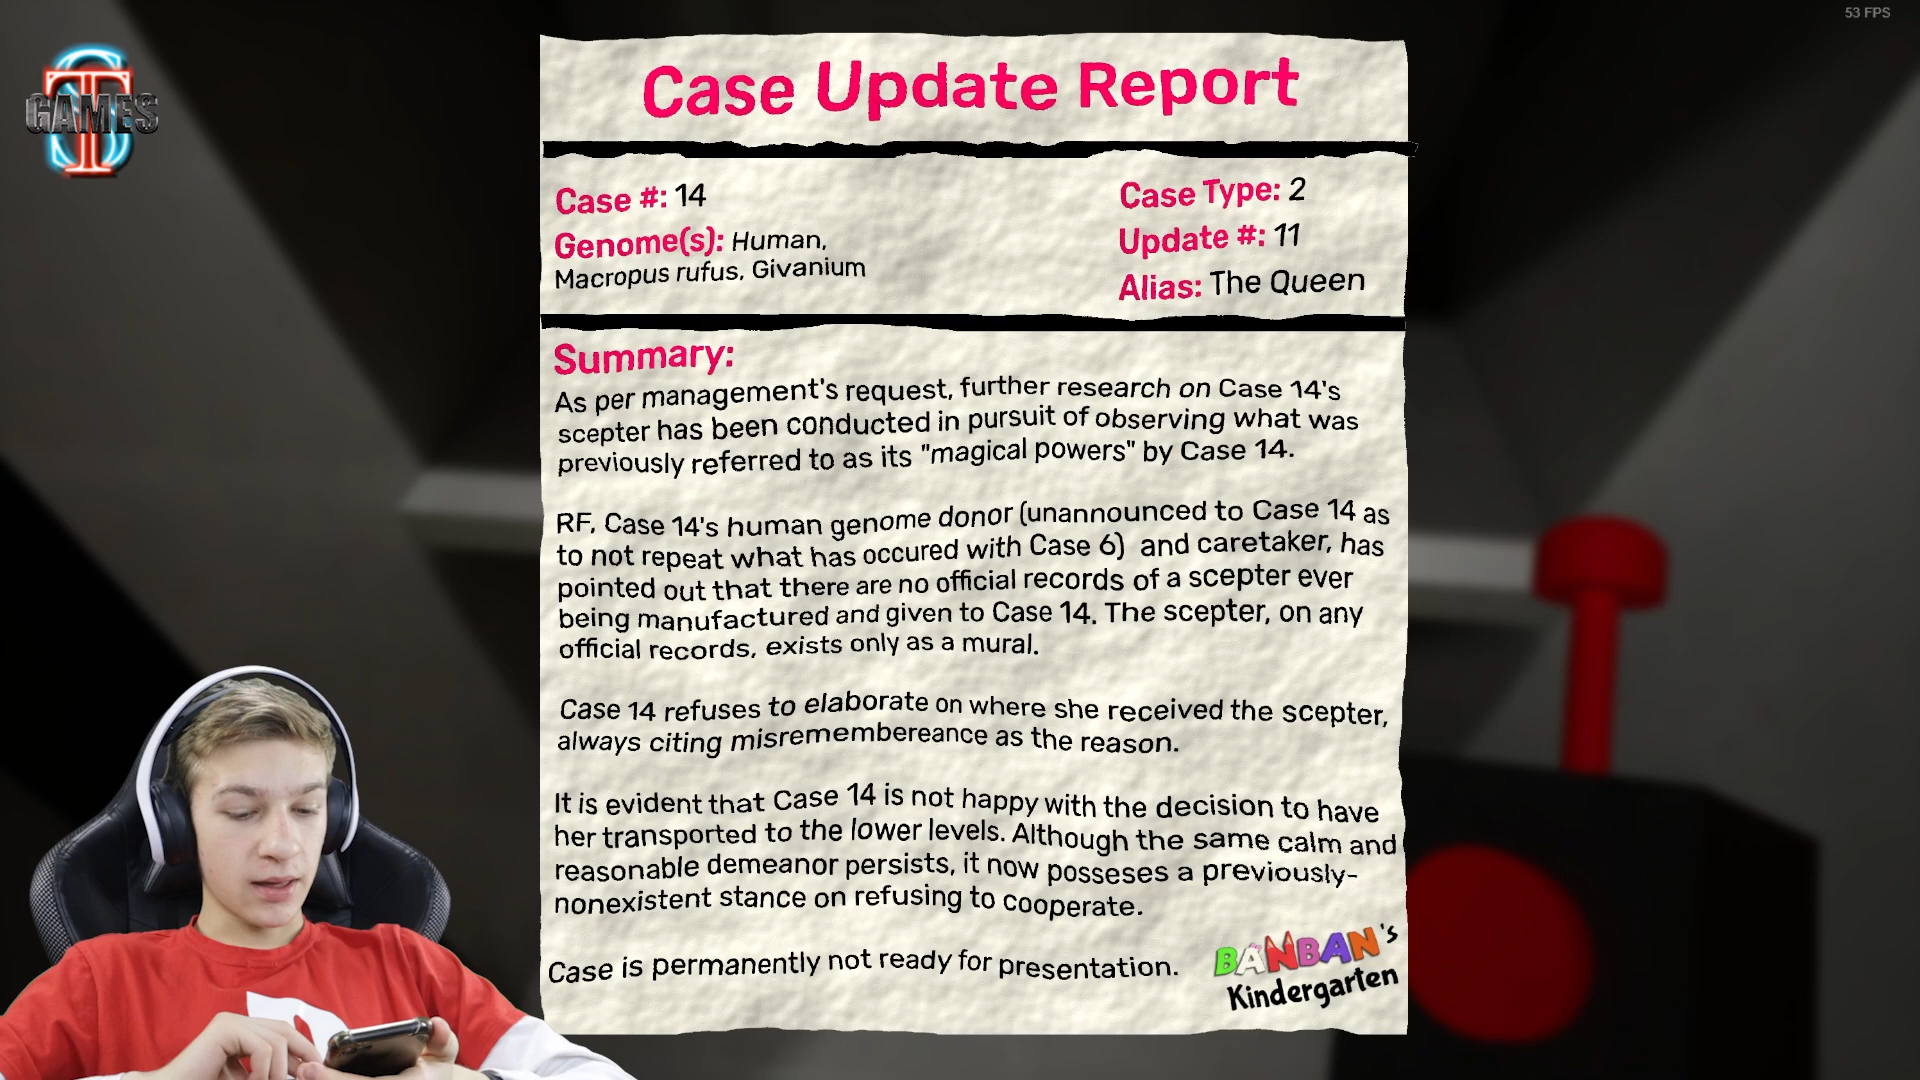 53 FPS
GAMES
Case Update Report
Case #: 14
Genome(s): Human,
Macropus rufus, Givanium
Case Type: 2
Update #: 11
Alias: The Queen
Summary:
As per management's request, further research on Case 14's
scepter has been conducted in pursuit of observing what was
previously referred to as its "magical powers" by Case 14.
RF, Case 14's human genome donor (unannounced to Case 14 as
to not repeat what has occured with Case 6) and caretaker, has
pointed out that there are no official records of a scepter ever
being manufactured and given to Case 14. The scepter, on any
official records, exists only as a mural.
Case 14 refuses to elaborate on where she received the scepter,
always citing misremembereance as the reason.
It is evident that Case 14 is not happy with the decision to have
her transported to the lower levels. Although the same calm and
reasonable demeanor persists, it now posseses a previously-
nonexistent stance on refusing to cooperate.
Case is permanently not ready for presentation.
BANBAN's
Kindergarten